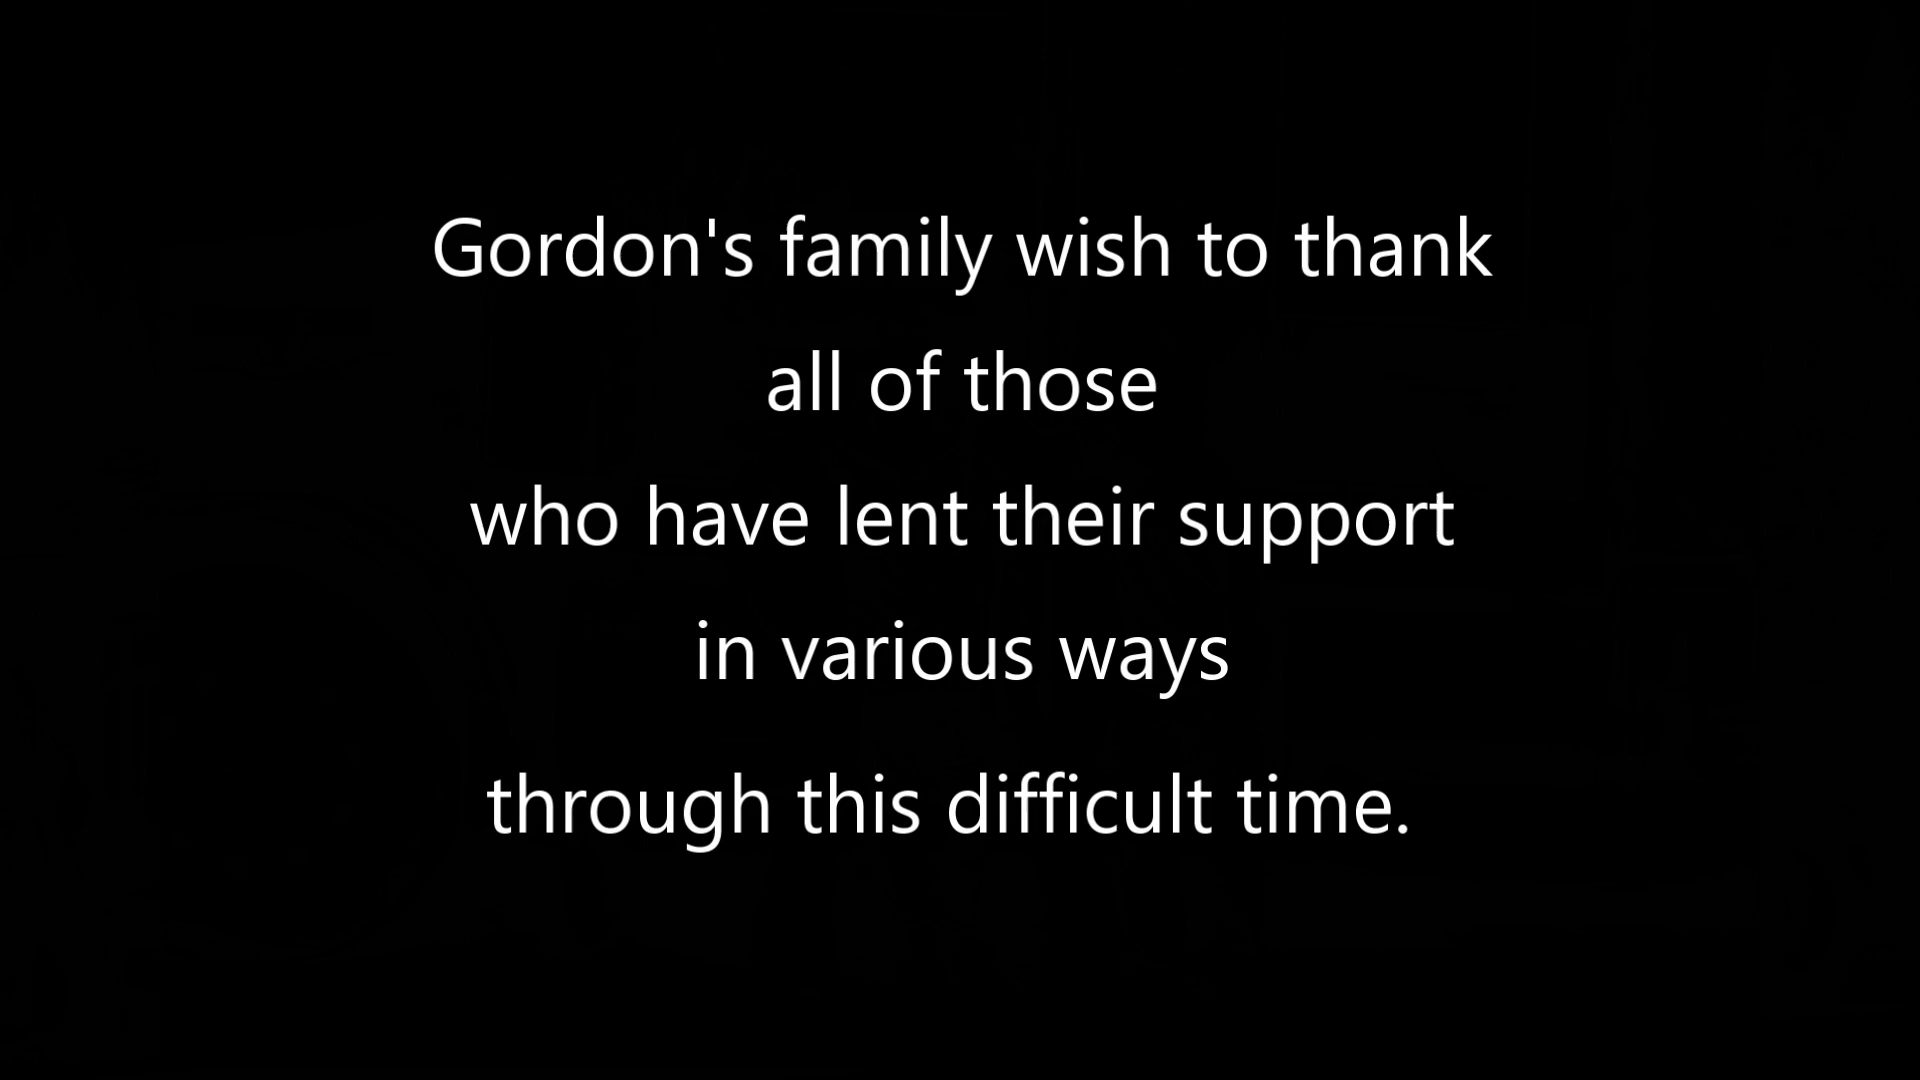 Gordon's family wish to thank
all of those
who have lent their support
in various ways
through this difficult time.